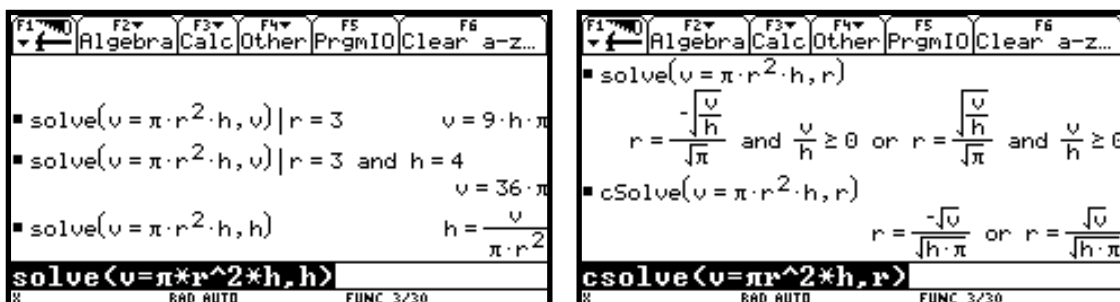 F1 F2 F3 F4 F5 F6
Algebra Calc Other PrgmIO Clear a-z…
solve(v = π·r²·h, v) | r = 3 v = 9·h·π
solve(v = π·r²·h, v) | r = 3 and h = 4
v = 36·π
solve(v = π·r²·h, h) h = v/(π·r²)
solve(v=π*r^2*h,h)
RAD AUTO FUNC 3/30
F1 F2 F3 F4 F5 F6
Algebra Calc Other PrgmIO Clear a-z…
solve(v = π·r²·h, r)
r = -√(v/h)/√π and v/h ≥ 0 or r = √(v/h)/√π and v/h ≥ 0
cSolve(v = π·r²·h, r)
r = -√v/√(h·π) or r = √v/√(h·π)
csolve(v=πr^2*h,r)
RAD AUTO FUNC 3/30